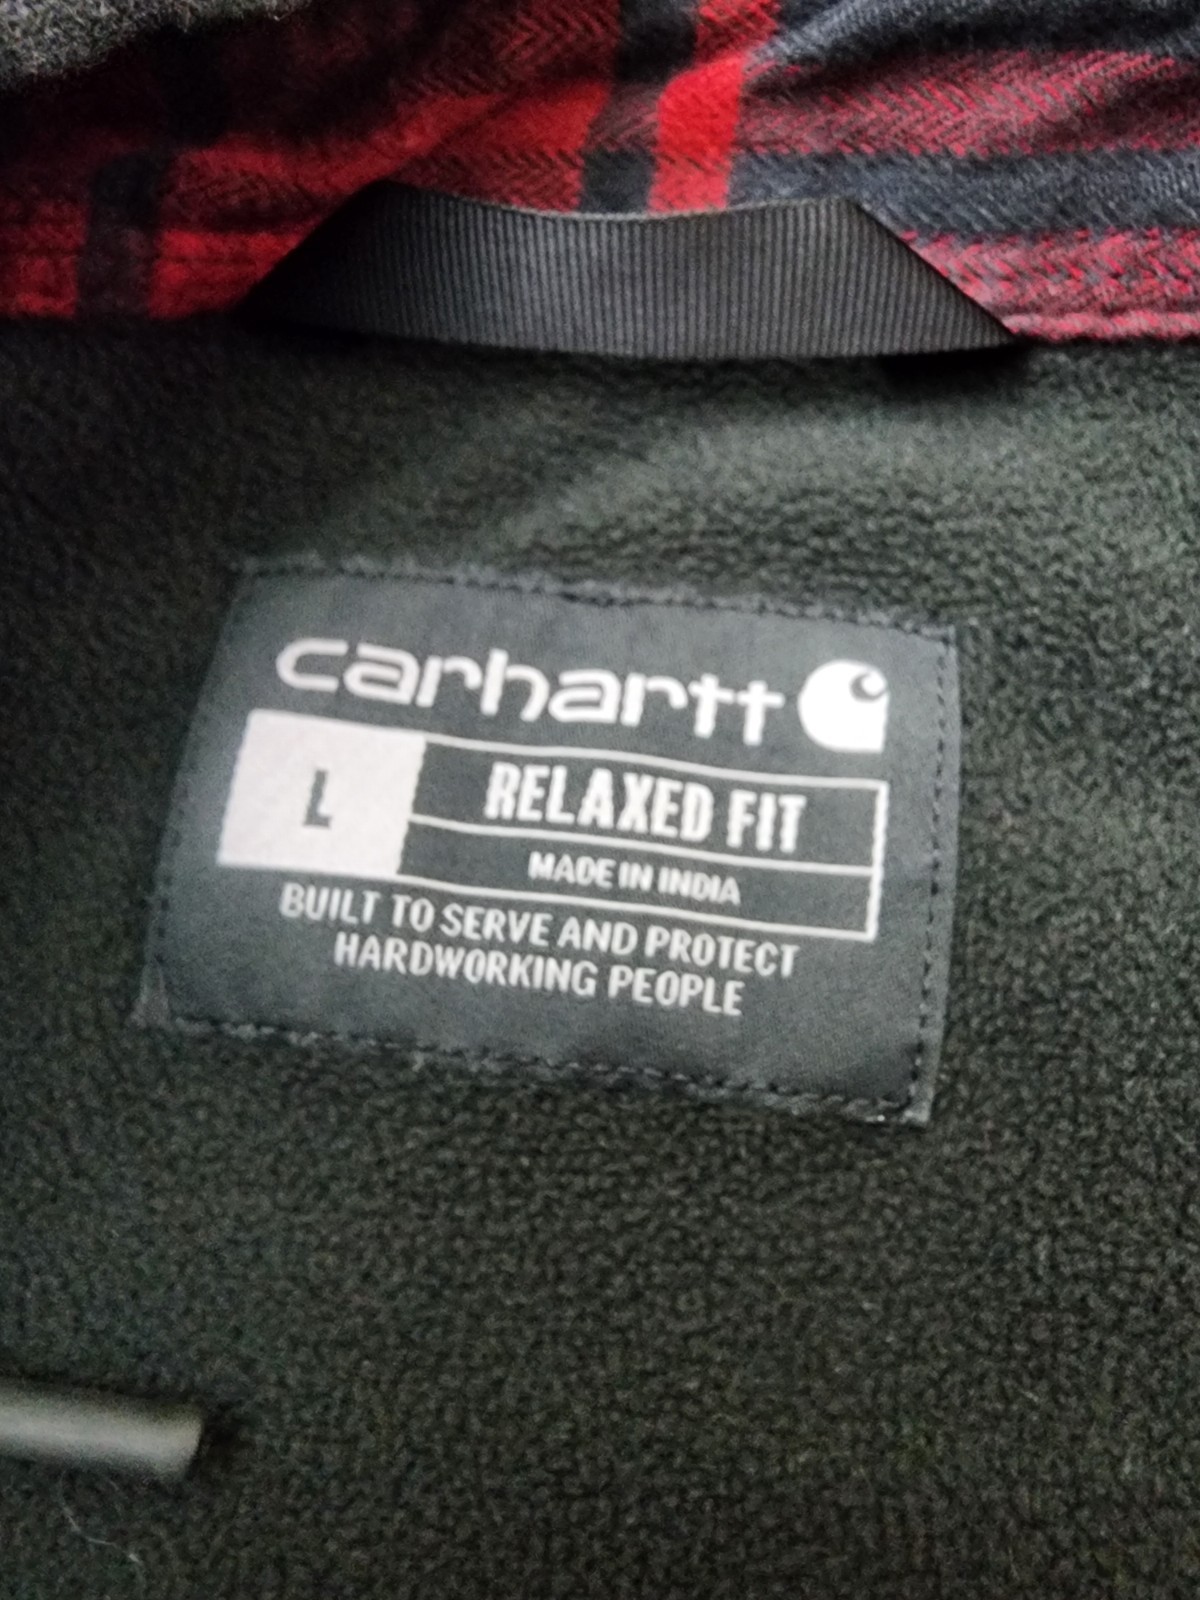 carhartt
L
RELAXED FIT
MADE IN INDIA
BUILT TO SERVE AND PROTECT
HARDWORKING PEOPLE